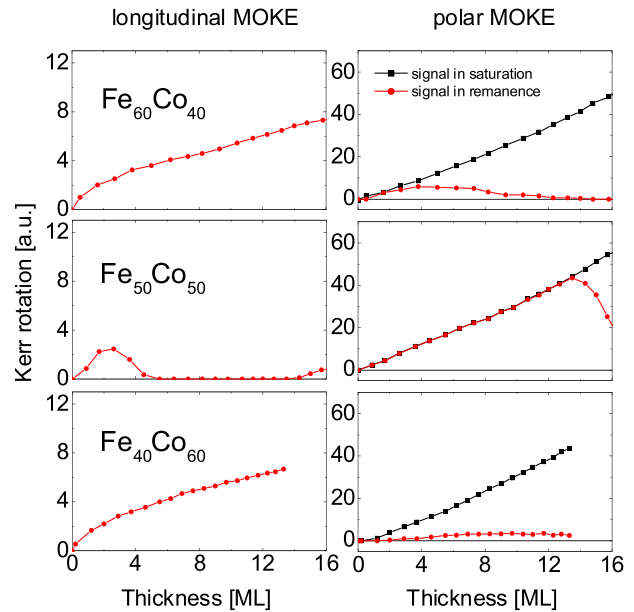 longitudinal MOKE
polar MOKE
Kerr rotation [a.u.]
12
8
4
0
Fe60Co40
60
40
20
0
signal in saturation
signal in remanence
12
8
4
0
Fe50Co50
60
40
20
0
12
8
4
0
Fe40Co60
60
40
20
0
0 4 8 12 16
0 4 8 12 16
Thickness [ML]
Thickness [ML]